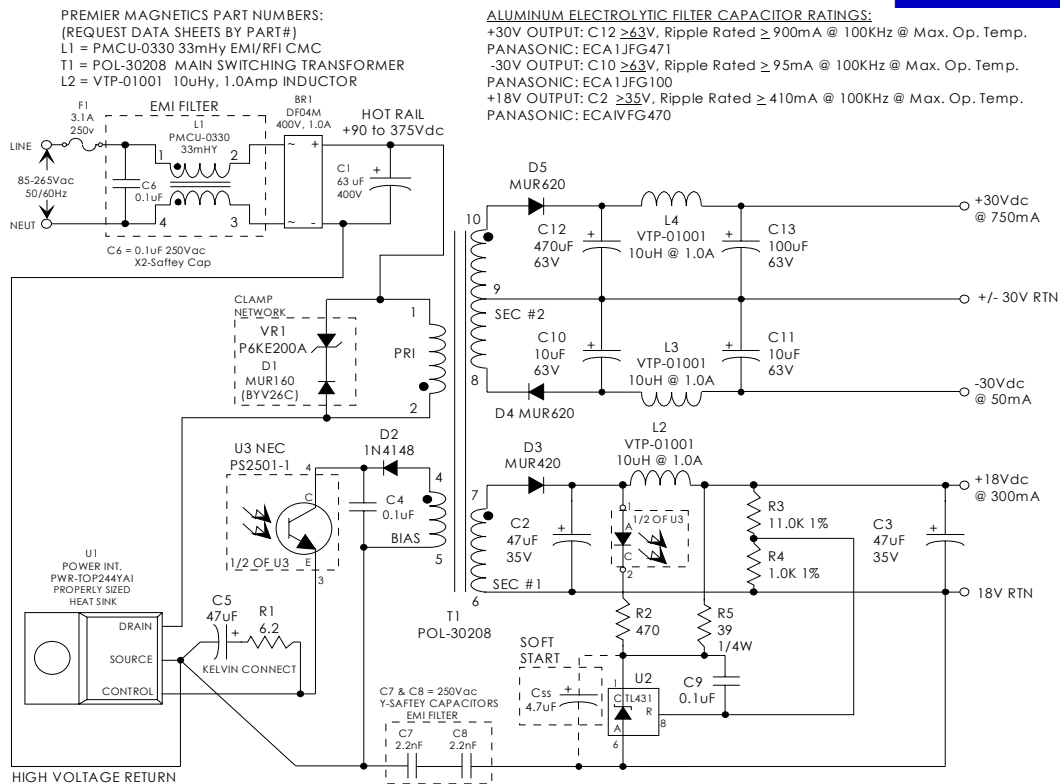 PREMIER MAGNETICS PART NUMBERS:
(REQUEST DATA SHEETS BY PART#)
L1 = PMCU-0330 33mHy EMI/RFI CMC
T1 = POL-30208 MAIN SWITCHING TRANSFORMER
L2 = VTP-01001 10uHy, 1.0Amp INDUCTOR
ALUMINUM ELECTROLYTIC FILTER CAPACITOR RATINGS:
+30V OUTPUT: C12 ≥63V, Ripple Rated ≥ 900mA @ 100KHz @ Max. Op. Temp.
PANASONIC: ECA1JFG471
-30V OUTPUT: C10 ≥63V, Ripple Rated ≥ 95mA @ 100KHz @ Max. Op. Temp.
PANASONIC: ECA1JFG100
+18V OUTPUT: C2 ≥35V, Ripple Rated ≥ 410mA @ 100KHz @ Max. Op. Temp.
PANASONIC: ECAIVFG470
F1
3.1A
250v
EMI FILTER
L1
PMCU-0330
33mHY
BR1
DF04M
400V, 1.0A
HOT RAIL
+90 to 375Vdc
LINE
85-265Vac
50/60Hz
NEUT
1
2
C6
0.1uF
4
3
~ +
~ -
+
C1
63 uF
400V
C6 = 0.1uF 250Vac
X2-Saftey Cap
D5
MUR620
10
C12
470uF
63V
+
L4
VTP-01001
10uH @ 1.0A
+
C13
100uF
63V
+30Vdc
@ 750mA
9
SEC #2
+/- 30V RTN
C10
10uF
63V
+
L3
VTP-01001
10uH @ 1.0A
+
C11
10uF
63V
8
D4 MUR620
-30Vdc
@ 50mA
CLAMP
NETWORK
VR1
P6KE200A
D1
MUR160
(BYV26C)
1
PRI
2
U3 NEC
PS2501-1
4
C
E
1/2 OF U3
3
D2
1N4148
C4
0.1uF
4
BIAS
5
D3
MUR420
7
C2
47uF
35V
+
SEC #1
6
T1
POL-30208
L2
VTP-01001
10uH @ 1.0A
1
1/2 OF U3
A
C
2
R3
11.0K 1%
R4
1.0K 1%
C3
47uF
35V
+
+18Vdc
@ 300mA
18V RTN
U1
POWER INT.
PWR-TOP244YAI
PROPERLY SIZED
HEAT SINK
DRAIN
SOURCE
CONTROL
C5
47uF
+
R1
6.2
KELVIN CONNECT
R2
470
R5
39
1/4W
SOFT
START
Css
4.7uF
+
1
U2
C TL431
R
A
8
6
C9
0.1uF
C7 & C8 = 250Vac
Y-SAFTEY CAPACITORS
EMI FILTER
C7
2.2nF
C8
2.2nF
HIGH VOLTAGE RETURN